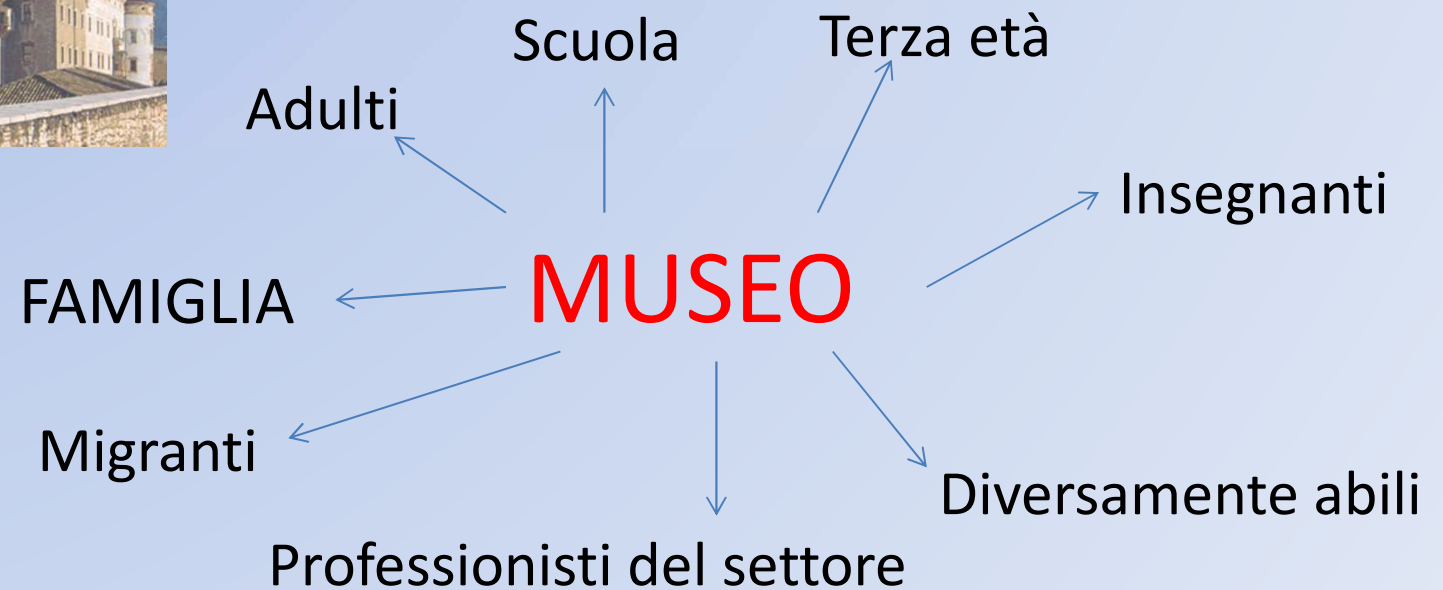 Scuola
Terza età
Adulti
Insegnanti
MUSEO
FAMIGLIA
Migranti
Diversamente abili
Professionisti del settore